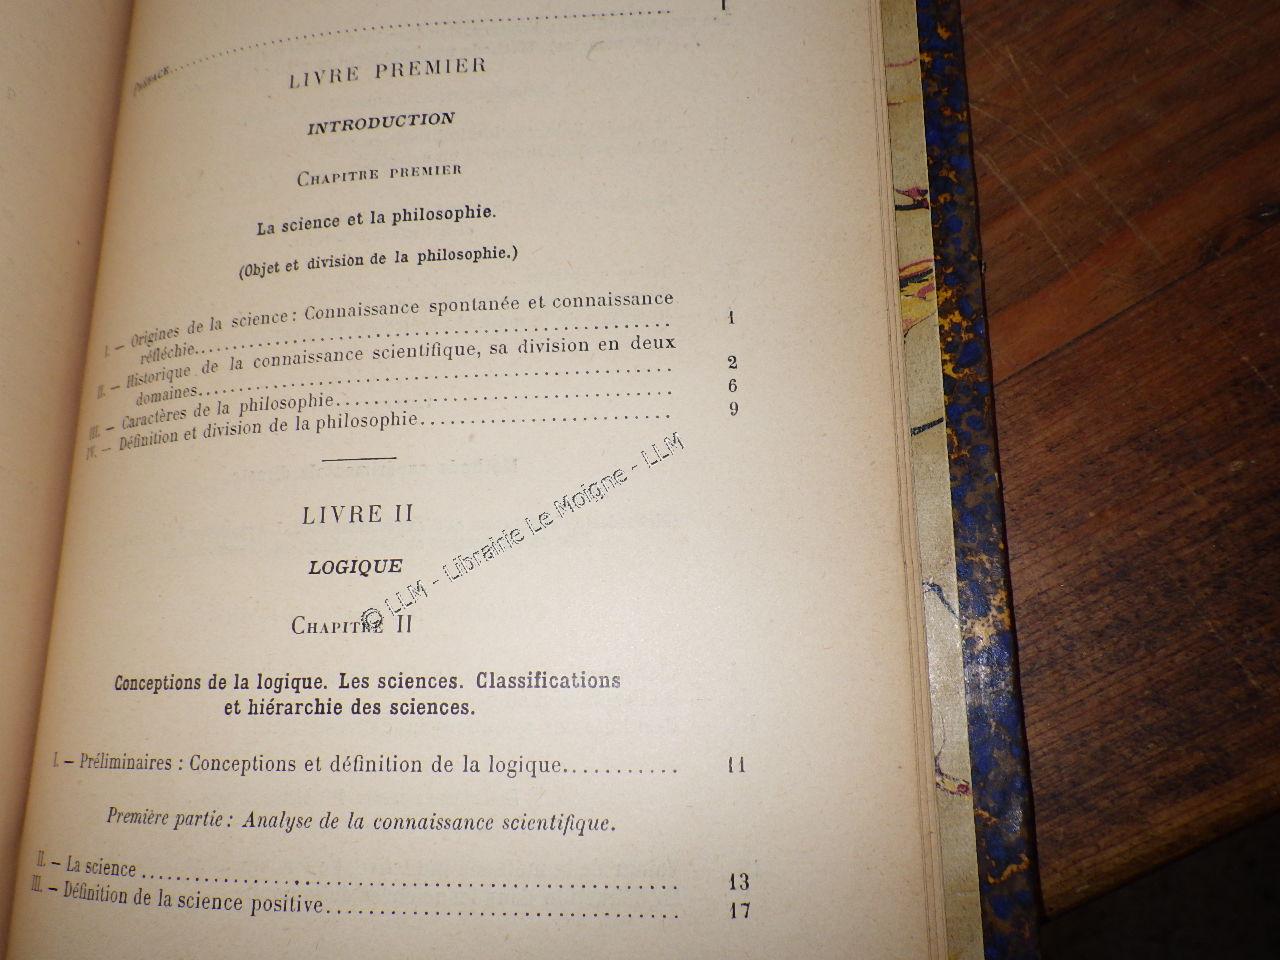 PRÉFACE........................ I
LIVRE PREMIER
INTRODUCTION
CHAPITRE PREMIER
La science et la philosophie.
(Objet et division de la philosophie.)
I. — Origines de la science : Connaissance spontanée et connaissance
réfléchie........................ 1
II. — Historique de la connaissance scientifique, sa division en deux
domaines........................ 2
III. — Caractères de la philosophie........................ 6
IV. — Définition et division de la philosophie........................ 9
LIVRE II
LOGIQUE
CHAPITRE II
Conceptions de la logique. Les sciences. Classifications
et hiérarchie des sciences.
I. — Préliminaires : Conceptions et définition de la logique........... 11
Première partie : Analyse de la connaissance scientifique.
II. — La science........................ 13
III. — Définition de la science positive........................ 17
© LLM - Librairie Le Moigne - LLM